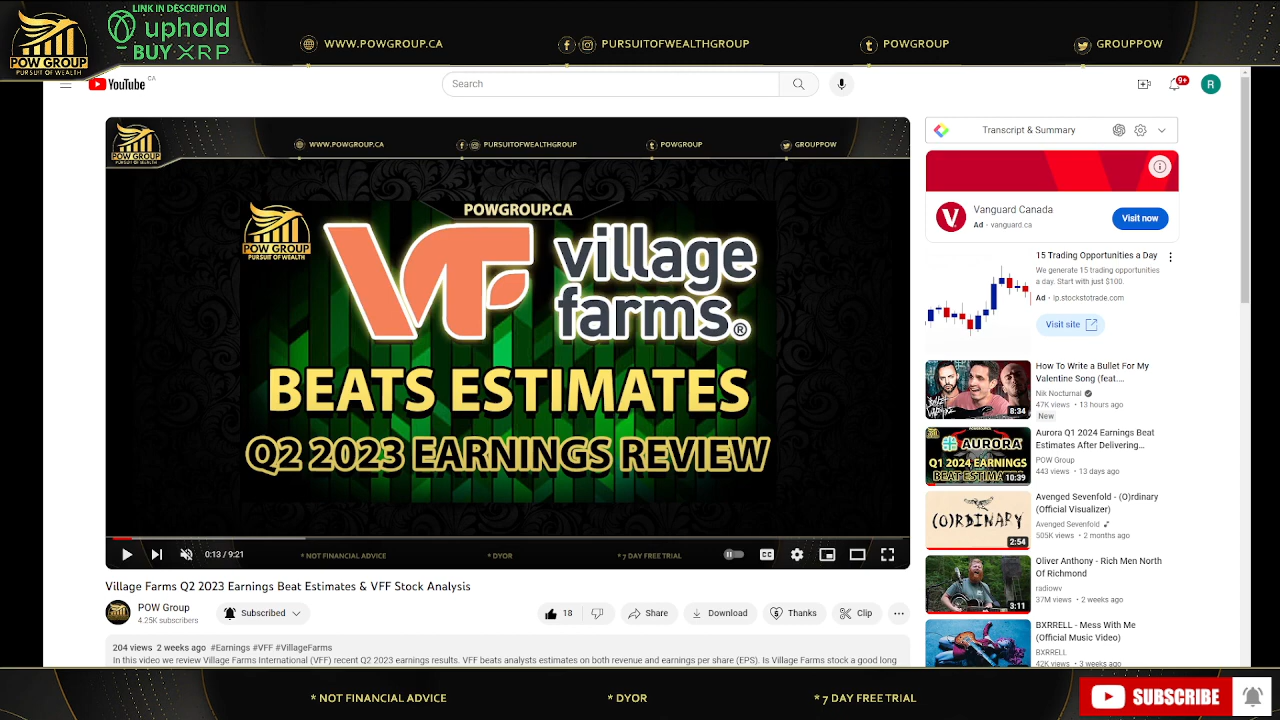 LINK IN DESCRIPTION
uphold
BUY XRP
POW GROUP
PURSUIT OF WEALTH
WWW.POWGROUP.CA
PURSUITOFWEALTHGROUP
POWGROUP
GROUPPOW
YouTube CA
Search
9+
R
POW GROUP
PURSUIT OF WEALTH
WWW.POWGROUP.CA
PURSUITOFWEALTHGROUP
POWGROUP
GROUPPOW
POWGROUP.CA
POW GROUP
PURSUIT OF WEALTH
VF village
farms®
BEATS ESTIMATES
Q2 2023 EARNINGS REVIEW
0:13 / 9:21
* NOT FINANCIAL ADVICE
* DYOR
* 7 DAY FREE TRIAL
CC
Village Farms Q2 2023 Earnings Beat Estimates & VFF Stock Analysis
POW Group
4.25K subscribers
Subscribed
18
Share
Download
Thanks
Clip
204 views 2 weeks ago #Earnings #VFF #VillageFarms
In this video we review Village Farms International (VFF) recent Q2 2023 earnings results. VFF beats analysts estimates on both revenue and earnings per share (EPS). Is Village Farms stock a good long
Transcript & Summary
Vanguard Canada
Ad · vanguard.ca
Visit now
15 Trading Opportunities a Day
We generate 15 trading opportunities
a day. Start with just $100.
Ad · lp.stockstotrade.com
Visit site
How To Write a Bullet For My
Valentine Song (feat....
Nik Nocturnal
47K views • 13 hours ago
New
8:34
Aurora Q1 2024 Earnings Beat
Estimates After Delivering...
POW Group
443 views • 13 days ago
AURORA
Q1 2024 EARNINGS
10:39
Avenged Sevenfold - (O)rdinary
(Official Visualizer)
Avenged Sevenfold
505K views • 2 months ago
(O)RDINARY
2:54
Oliver Anthony - Rich Men North
Of Richmond
radiowv
37M views • 2 weeks ago
3:11
BXRRELL - Mess With Me
(Official Music Video)
BXRRELL
42K views • 3 weeks ago
* NOT FINANCIAL ADVICE
* DYOR
* 7 DAY FREE TRIAL
SUBSCRIBE